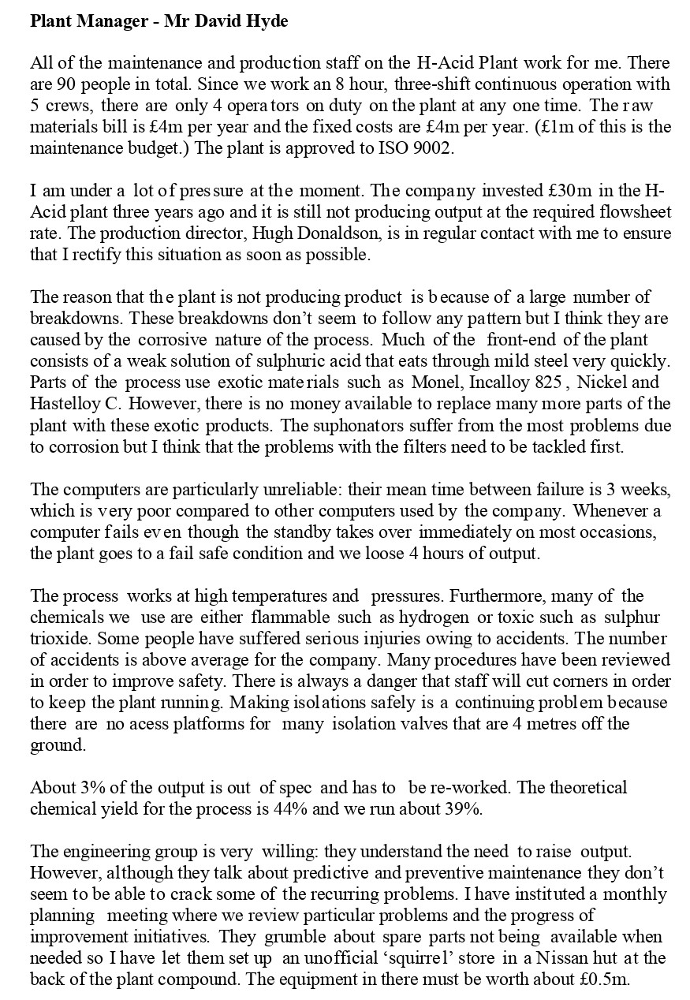 Plant Manager - Mr David Hyde
All of the maintenance and production staff on the H-Acid Plant work for me. There
are 90 people in total. Since we work an 8 hour, three-shift continuous operation with
5 crews, there are only 4 operators on duty on the plant at any one time. The raw
materials bill is £4m per year and the fixed costs are £4m per year. (£1m of this is the
maintenance budget.) The plant is approved to ISO 9002.
I am under a lot of pressure at the moment. The company invested £30m in the H-
Acid plant three years ago and it is still not producing output at the required flowsheet
rate. The production director, Hugh Donaldson, is in regular contact with me to ensure
that I rectify this situation as soon as possible.
The reason that the plant is not producing product is because of a large number of
breakdowns. These breakdowns don’t seem to follow any pattern but I think they are
caused by the corrosive nature of the process. Much of the front-end of the plant
consists of a weak solution of sulphuric acid that eats through mild steel very quickly.
Parts of the process use exotic materials such as Monel, Incalloy 825, Nickel and
Hastelloy C. However, there is no money available to replace many more parts of the
plant with these exotic products. The suphonators suffer from the most problems due
to corrosion but I think that the problems with the filters need to be tackled first.
The computers are particularly unreliable: their mean time between failure is 3 weeks,
which is very poor compared to other computers used by the company. Whenever a
computer fails even though the standby takes over immediately on most occasions,
the plant goes to a fail safe condition and we loose 4 hours of output.
The process works at high temperatures and pressures. Furthermore, many of the
chemicals we use are either flammable such as hydrogen or toxic such as sulphur
trioxide. Some people have suffered serious injuries owing to accidents. The number
of accidents is above average for the company. Many procedures have been reviewed
in order to improve safety. There is always a danger that staff will cut corners in order
to keep the plant running. Making isolations safely is a continuing problem because
there are no acess platforms for many isolation valves that are 4 metres off the
ground.
About 3% of the output is out of spec and has to be re-worked. The theoretical
chemical yield for the process is 44% and we run about 39%.
The engineering group is very willing: they understand the need to raise output.
However, although they talk about predictive and preventive maintenance they don’t
seem to be able to crack some of the recurring problems. I have instituted a monthly
planning meeting where we review particular problems and the progress of
improvement initiatives. They grumble about spare parts not being available when
needed so I have let them set up an unofficial ‘squirrel’ store in a Nissan hut at the
back of the plant compound. The equipment in there must be worth about £0.5m.